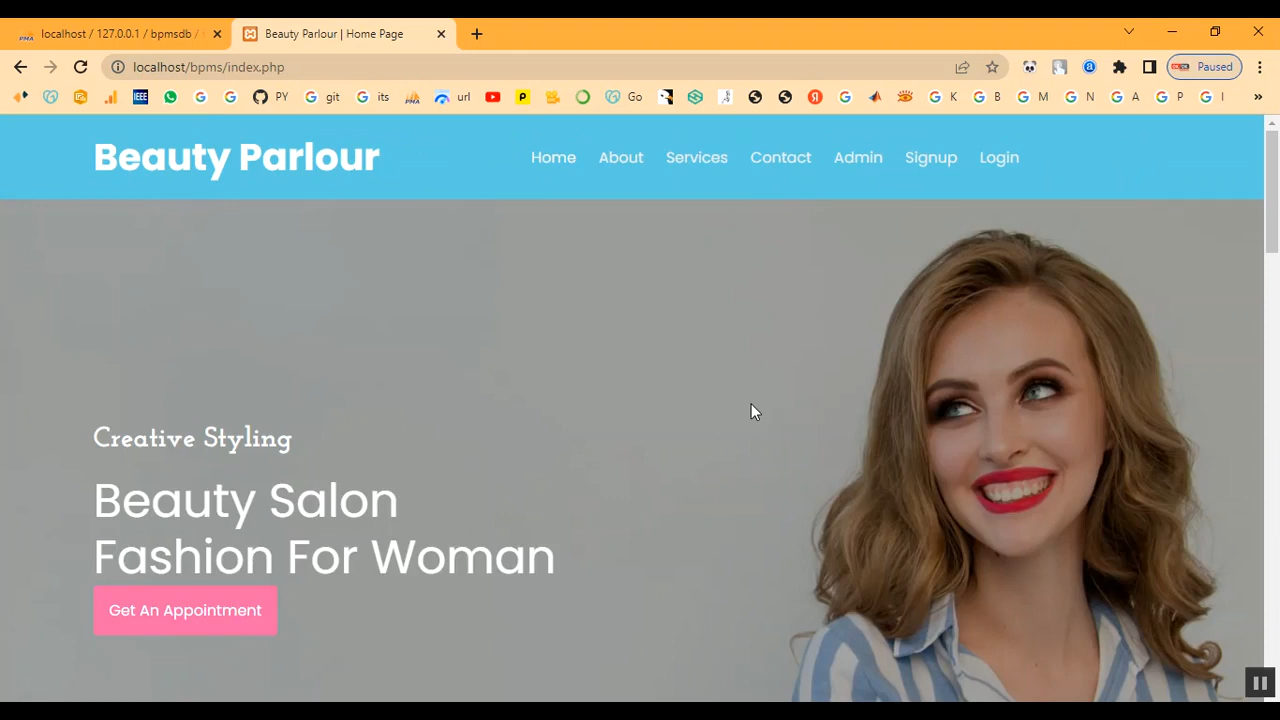 localhost / 127.0.0.1 / bpmsdb /
Beauty Parlour | Home Page
localhost/bpms/index.php
Paused
IEEE
PY
git
its
PMA
url
Go
K
B
M
N
A
P
I
Beauty Parlour
Home
About
Services
Contact
Admin
Signup
Login
Creative Styling
Beauty Salon
Fashion For Woman
Get An Appointment